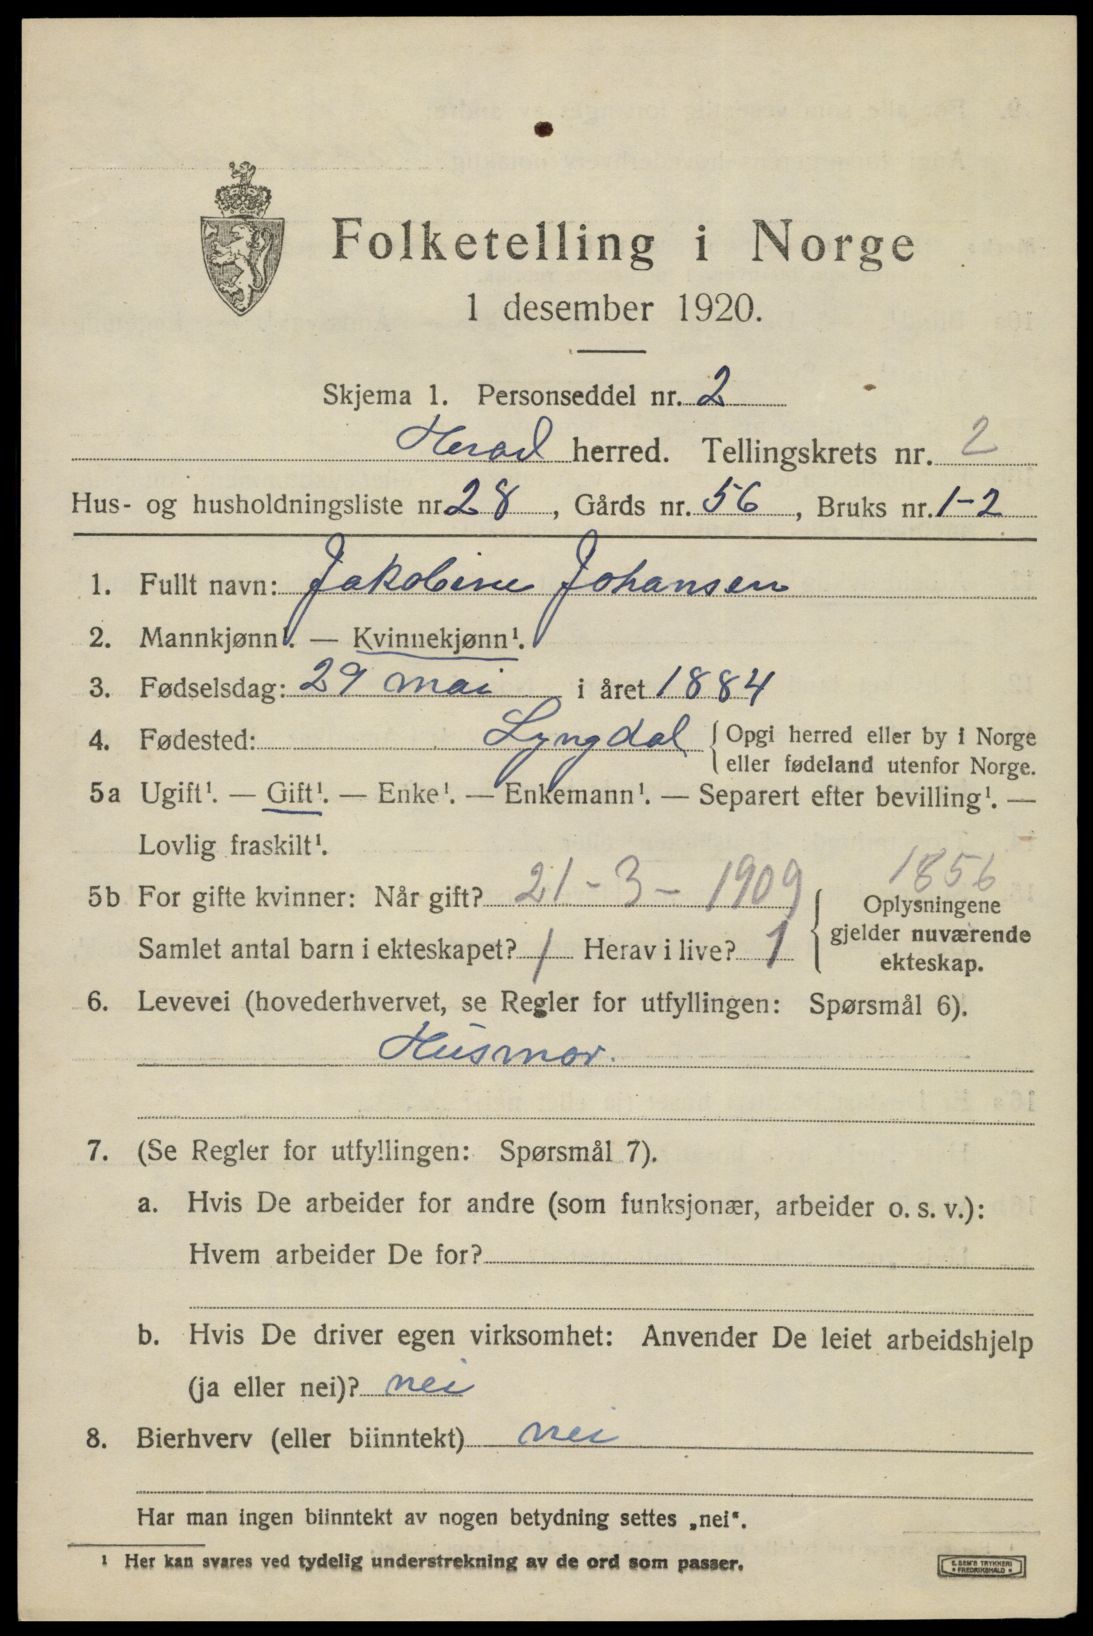 Folketelling i Norge
1 desember 1920.
Skjema 1. Personseddel nr. 2
Herad herred. Tellingskrets nr. 2
Hus- og husholdningsliste nr. 28, Gårds nr. 56, Bruks nr. 1-2
1. Fullt navn: Jakobine Johansen
2. Mannkjønn¹. — Kvinnekjønn¹.
3. Fødselsdag: 29 mai i året 1884
4. Fødested: Lyngdal { Opgi herred eller by i Norge
eller fødeland utenfor Norge.
5a Ugift¹. — Gift¹. — Enke¹. — Enkemann¹. — Separert efter bevilling¹. —
Lovlig fraskilt¹.
1856
5b For gifte kvinner: Når gift? 21-3-1909 { Oplysningene
gjelder nuværende
ekteskap.
Samlet antal barn i ekteskapet? 1 Herav i live? 1
6. Levevei (hovederhvervet, se Regler for utfyllingen: Spørsmål 6).
Husmor.
7. (Se Regler for utfyllingen: Spørsmål 7).
a. Hvis De arbeider for andre (som funksjonær, arbeider o. s. v.):
Hvem arbeider De for?
b. Hvis De driver egen virksomhet: Anvender De leiet arbeidshjelp
(ja eller nei)? nei
8. Bierhverv (eller biinntekt) nei
Har man ingen biinntekt av nogen betydning settes „nei“.
¹ Her kan svares ved tydelig understrekning av de ord som passer.
E. SEM'S TRYKKERI
FREDRIKSHALD